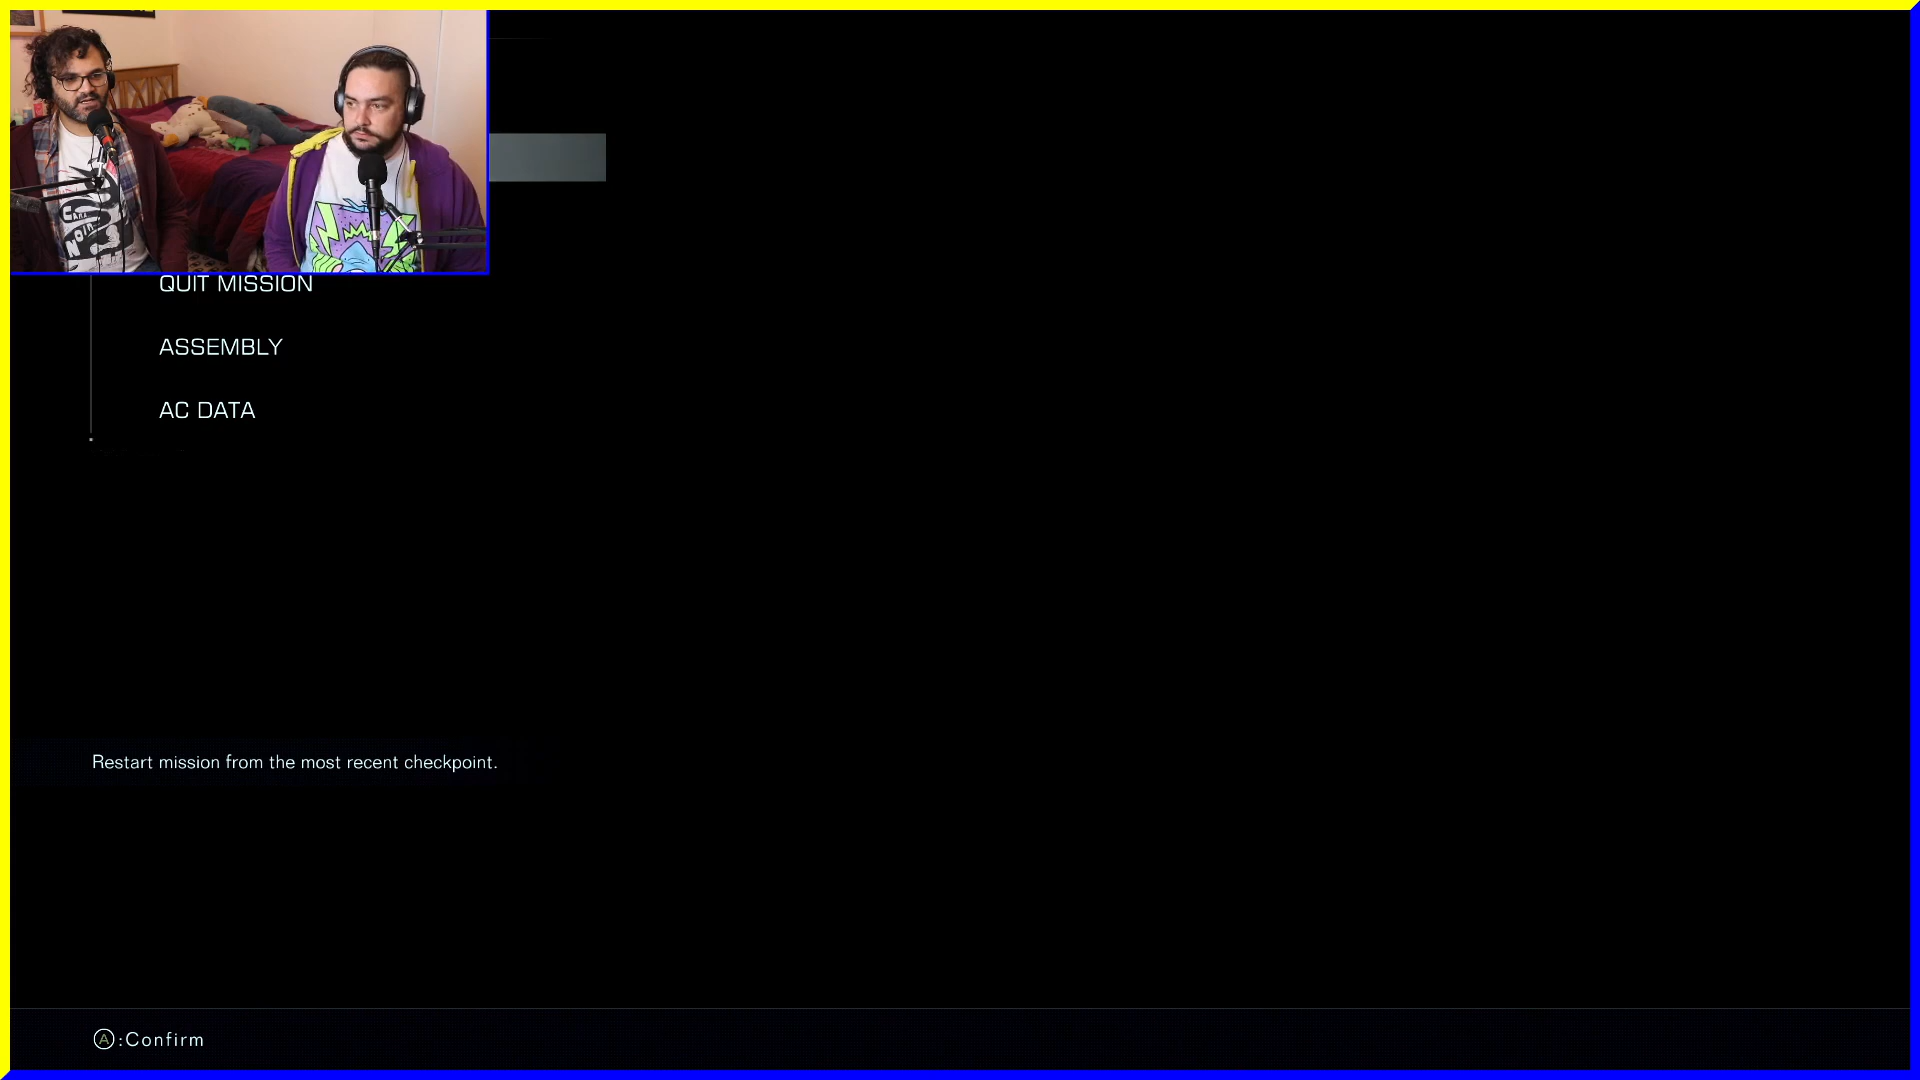 QUIT MISSION
ASSEMBLY
AC DATA
Restart mission from the most recent checkpoint.
A:Confirm